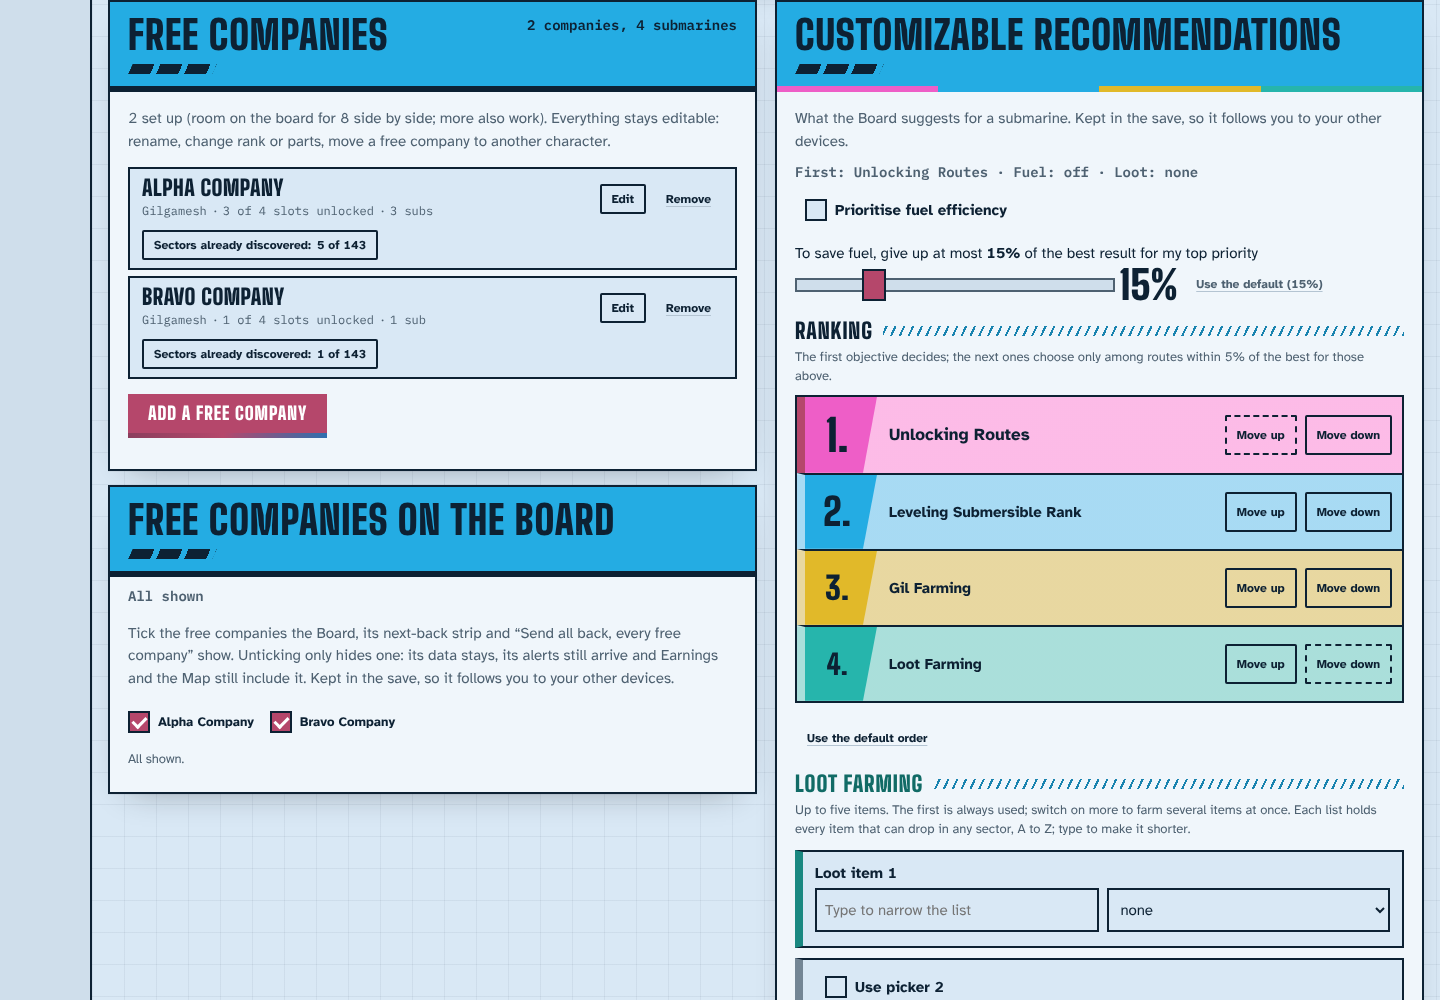 FREE COMPANIES
2 companies, 4 submarines
2 set up (room on the board for 8 side by side; more also work). Everything stays editable:
rename, change rank or parts, move a free company to another character.
ALPHA COMPANY
Gilgamesh · 3 of 4 slots unlocked · 3 subs
Edit
Remove
Sectors already discovered: 5 of 143
BRAVO COMPANY
Gilgamesh · 1 of 4 slots unlocked · 1 sub
Edit
Remove
Sectors already discovered: 1 of 143
ADD A FREE COMPANY
FREE COMPANIES ON THE BOARD
All shown
Tick the free companies the Board, its next-back strip and “Send all back, every free
company” show. Unticking only hides one: its data stays, its alerts still arrive and Earnings
and the Map still include it. Kept in the save, so it follows you to your other devices.
Alpha Company
Bravo Company
All shown.
CUSTOMIZABLE RECOMMENDATIONS
What the Board suggests for a submarine. Kept in the save, so it follows you to your other
devices.
First: Unlocking Routes · Fuel: off · Loot: none
Prioritise fuel efficiency
To save fuel, give up at most 15% of the best result for my top priority
15%
Use the default (15%)
RANKING
The first objective decides; the next ones choose only among routes within 5% of the best for those
above.
1.
Unlocking Routes
Move up
Move down
2.
Leveling Submersible Rank
Move up
Move down
3.
Gil Farming
Move up
Move down
4.
Loot Farming
Move up
Move down
Use the default order
LOOT FARMING
Up to five items. The first is always used; switch on more to farm several items at once. Each list holds
every item that can drop in any sector, A to Z; type to make it shorter.
Loot item 1
Type to narrow the list
none
Use picker 2